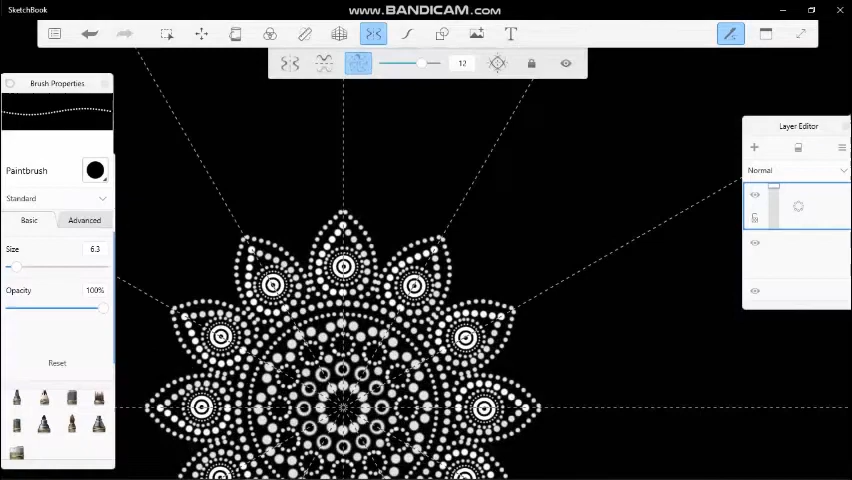 SketchBook
www.BANDICAM.com
T
12
Brush Properties
Layer Editor
Paintbrush
Normal
Standard
Basic
Advanced
Size
6.3
Opacity
100%
Reset